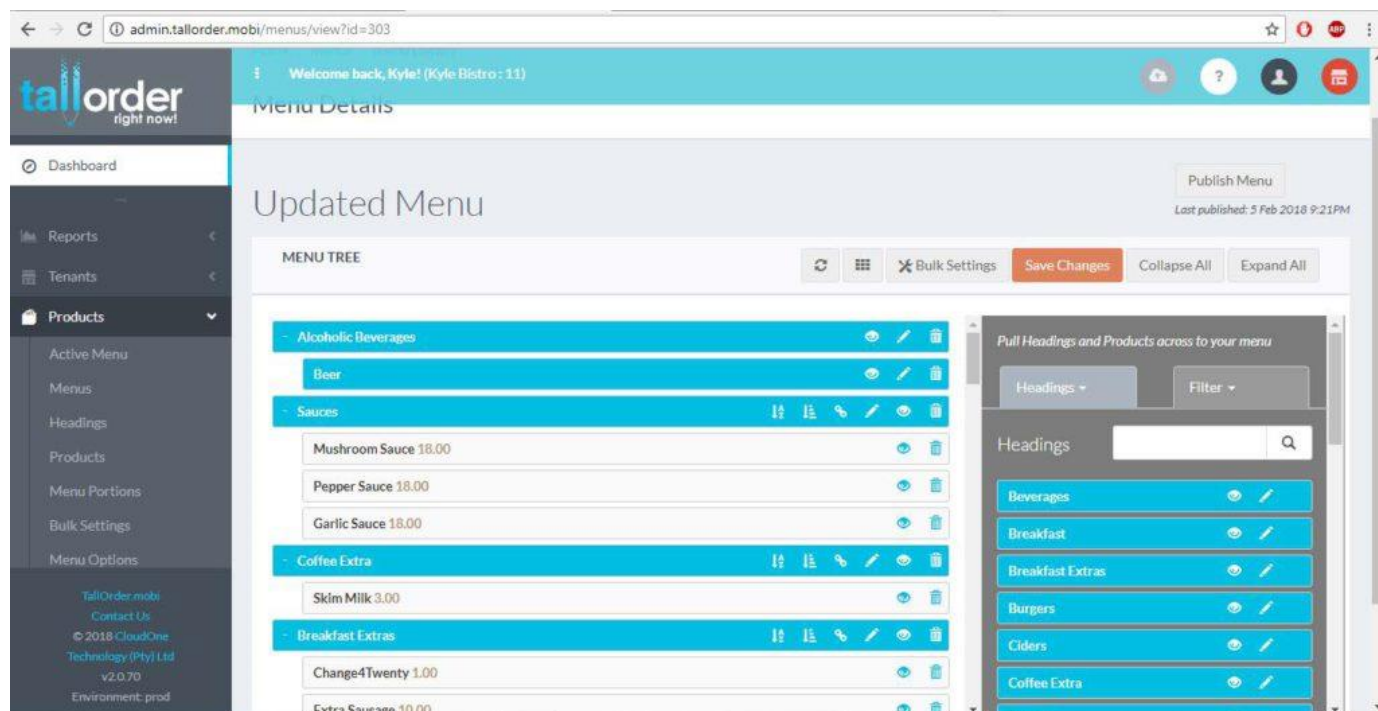 admin.tallorder.mobi/menus/view?id=303
ABP
tallorder
right now!
Welcome back, Kyle! (Kyle Bistro : 11)
?
Menu Details
Dashboard
Reports
Tenants
Products
Active Menu
Menus
Headings
Products
Menu Portions
Bulk Settings
Menu Options
TallOrder.mobi
Contact Us
© 2018 CloudOne
Technology (Pty) Ltd
v2.0.70
Environment: prod
Updated Menu
Publish Menu
Last published: 5 Feb 2018 9:21PM
MENU TREE
Bulk Settings
Save Changes
Collapse All
Expand All
- Alcoholic Beverages
Beer
- Sauces
Mushroom Sauce 18.00
Pepper Sauce 18.00
Garlic Sauce 18.00
- Coffee Extra
Skim Milk 3.00
- Breakfast Extras
Change4Twenty 1.00
Extra Sausage 10.00
Pull Headings and Products across to your menu
Headings
Filter
Headings
Beverages
Breakfast
Breakfast Extras
Burgers
Ciders
Coffee Extra